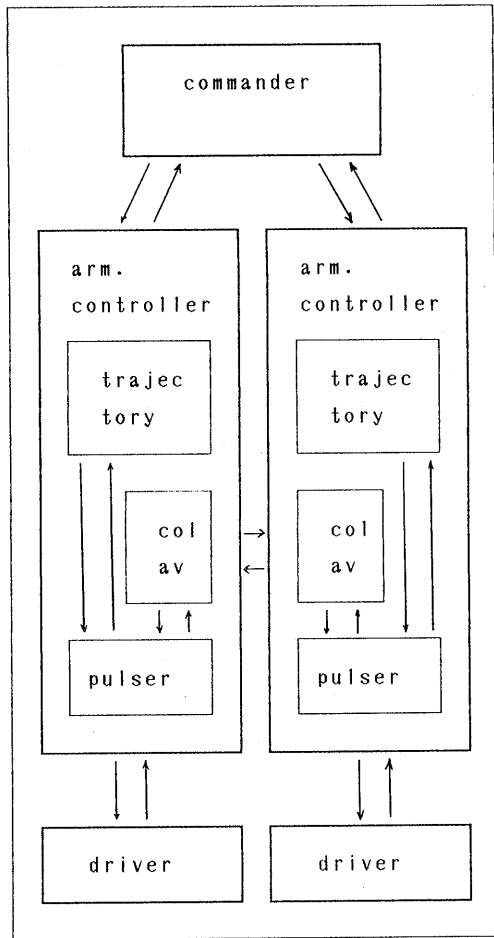 commander
arm.
controller
trajec
tory
col
av
pulser
driver
arm.
controller
trajec
tory
col
av
pulser
driver